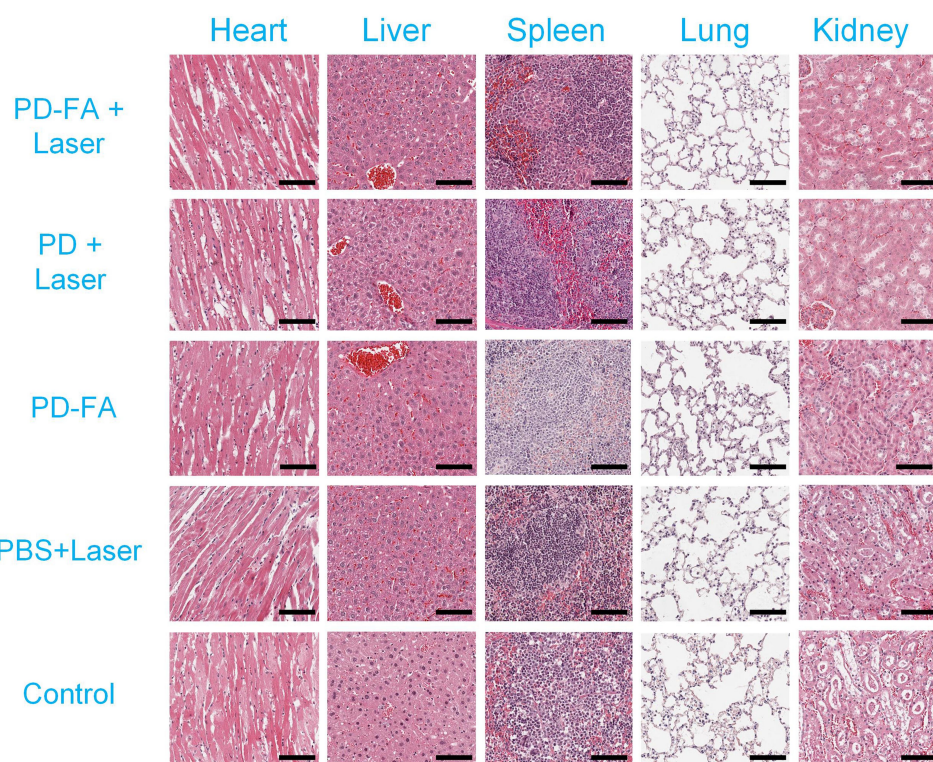 Heart Liver Spleen Lung Kidney
PD-FA +
Laser
PD +
Laser
PD-FA
PBS+Laser
Control